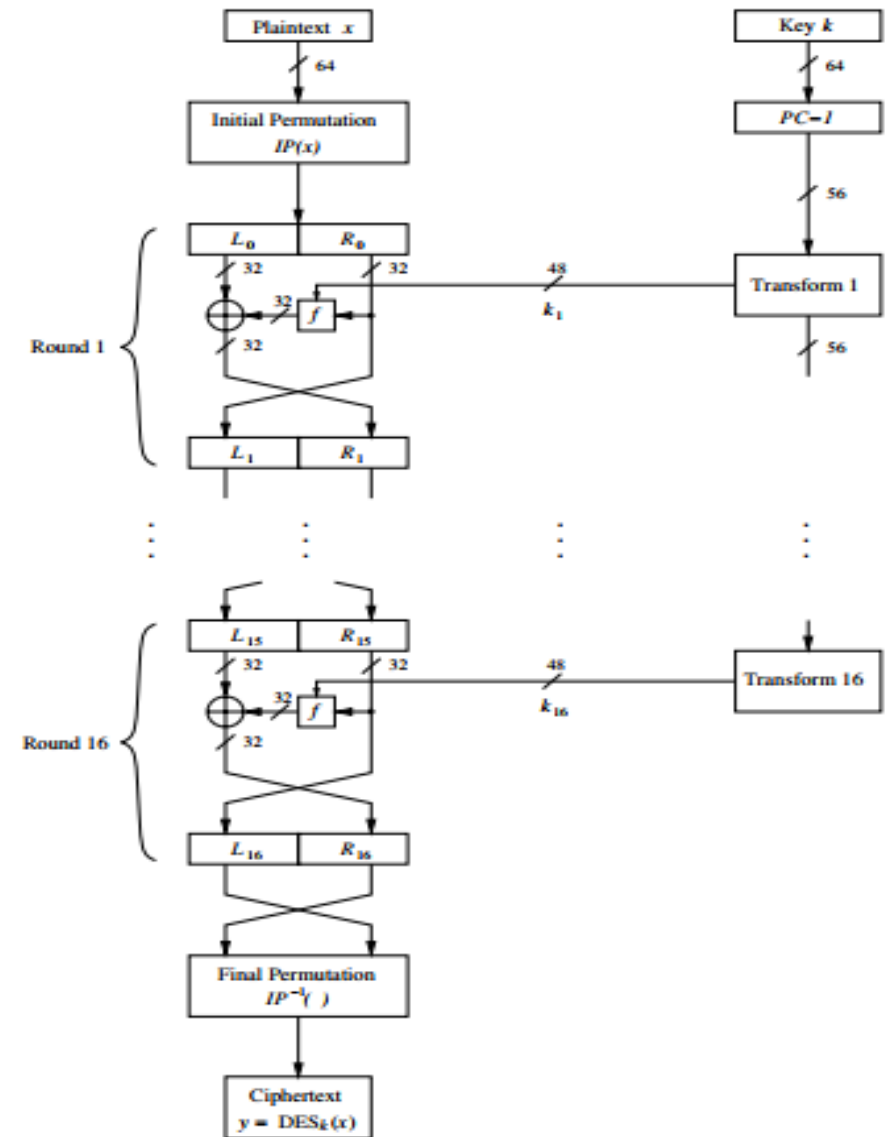 Plaintext x
Key k
64
64
Initial Permutation
IP(x)
PC-1
56
L0 R0
32 32
48
Transform 1
32
f
k1
Round 1
32
56
L1 R1
L15 R15
32 32
48
Transform 16
32
f
k16
Round 16
32
L16 R16
Final Permutation
IP⁻¹( )
Ciphertext
y = DESk(x)